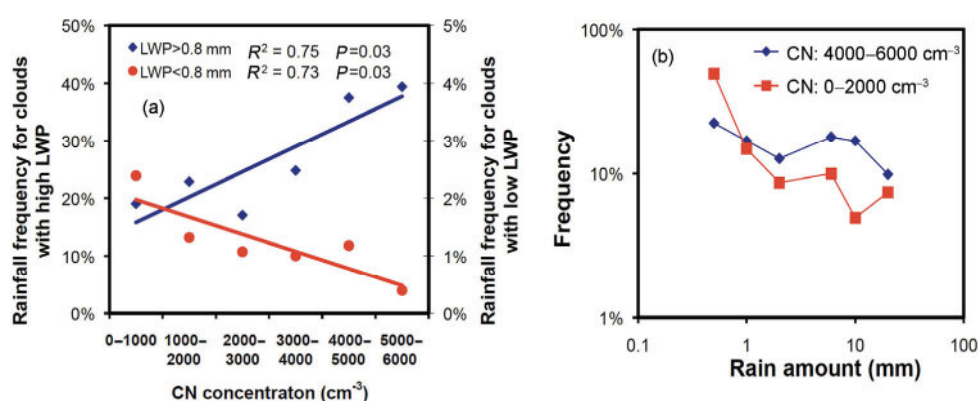 50%
40%
30%
20%
10%
0%
Rainfall frequency for clouds
with high LWP
LWP>0.8 mm R² = 0.75 P=0.03
LWP<0.8 mm R² = 0.73 P=0.03
(a)
5%
4%
3%
2%
1%
0%
Rainfall frequency for clouds
with low LWP
0–1000 1000– 2000– 3000– 4000– 5000–
2000 3000 4000 5000 6000
CN concentraton (cm⁻³)
100%
10%
1%
Frequency
(b)
CN: 4000–6000 cm⁻³
CN: 0–2000 cm⁻³
0.1 1 10 100
Rain amount (mm)